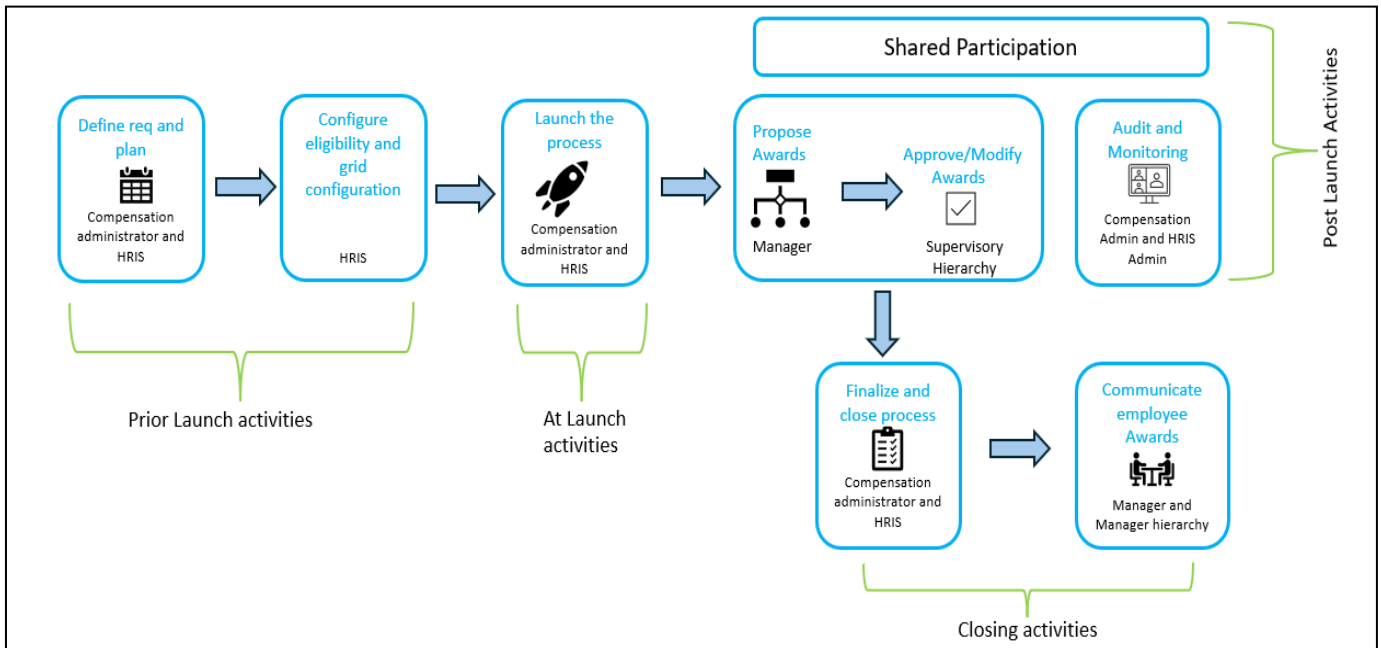 Shared Participation
Define req and
plan
Compensation
administrator and
HRIS
Configure
eligibility and
grid
configuration
HRIS
Launch the
process
Compensation
administrator and
HRIS
Propose
Awards
Manager
Approve/Modify
Awards
Supervisory
Hierarchy
Audit and
Monitoring
Compensation
Admin and HRIS
Admin
Post Launch Activities
Prior Launch activities
At Launch
activities
Finalize and
close process
Compensation
administrator and
HRIS
Communicate
employee
Awards
Manager and
Manager hierarchy
Closing activities